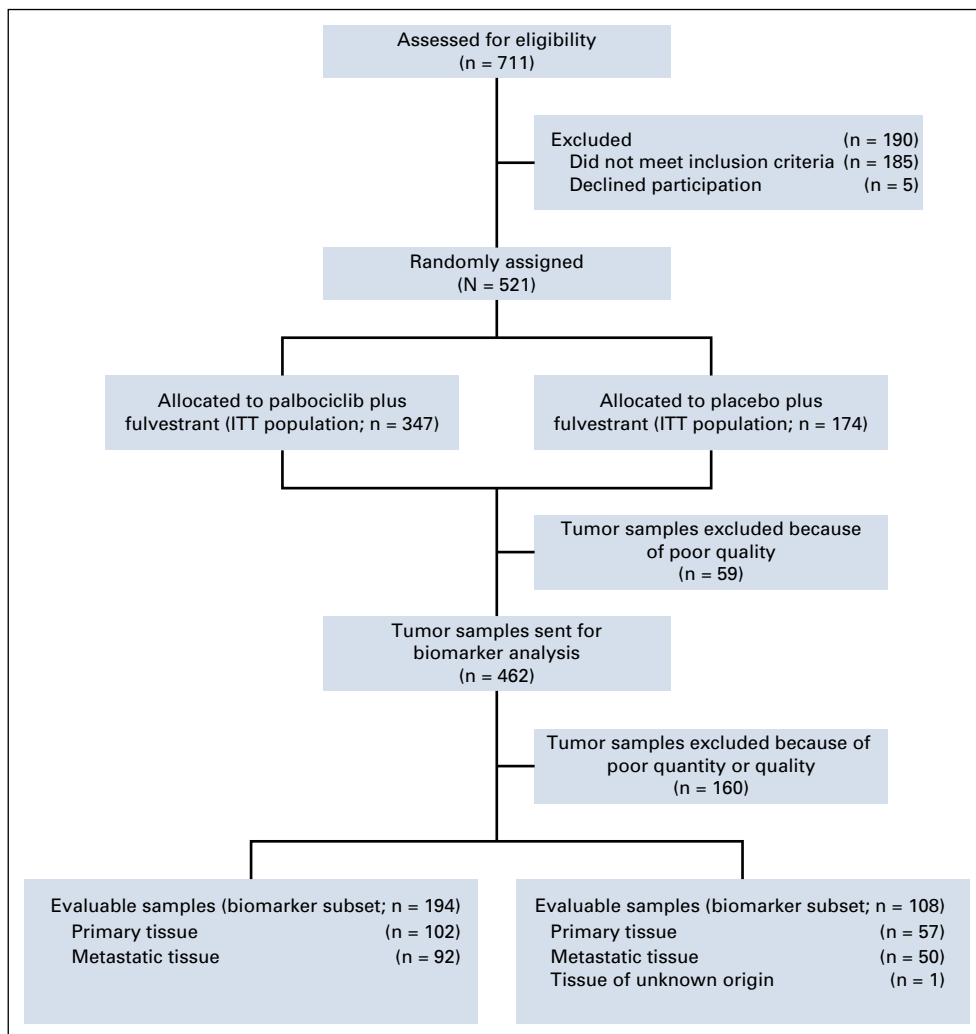 Assessed for eligibility
(n = 711)
Excluded (n = 190)
Did not meet inclusion criteria (n = 185)
Declined participation (n = 5)
Randomly assigned
(N = 521)
Allocated to palbociclib plus
fulvestrant (ITT population; n = 347)
Allocated to placebo plus
fulvestrant (ITT population; n = 174)
Tumor samples excluded because
of poor quality
(n = 59)
Tumor samples sent for
biomarker analysis
(n = 462)
Tumor samples excluded because of
poor quantity or quality
(n = 160)
Evaluable samples (biomarker subset; n = 194)
Primary tissue (n = 102)
Metastatic tissue (n = 92)
Evaluable samples (biomarker subset; n = 108)
Primary tissue (n = 57)
Metastatic tissue (n = 50)
Tissue of unknown origin (n = 1)